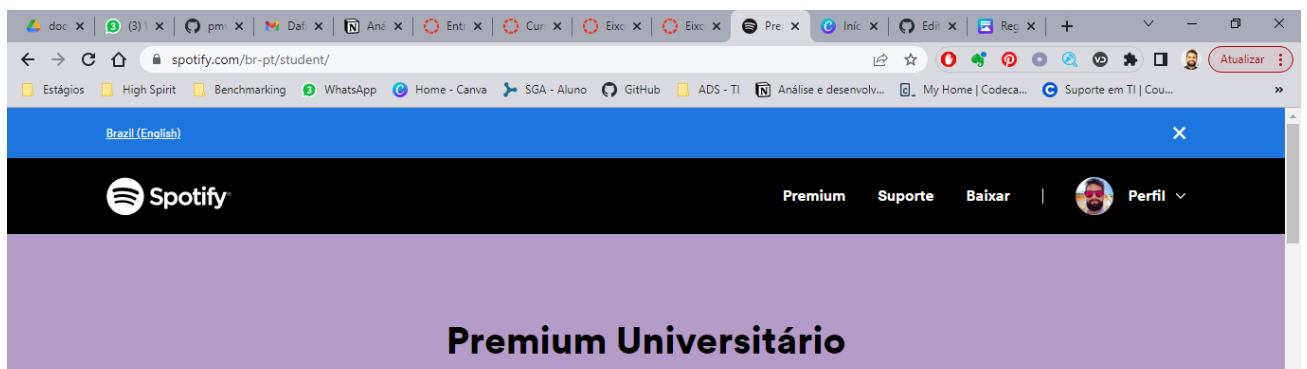 doc
(3) \
pm
Daf
Aná
Entr
Cur
Eixo
Eixo
Pre
Iníc
Edit
Reg
spotify.com/br-pt/student/
Atualizar
Estágios
High Spirit
Benchmarking
WhatsApp
Home - Canva
SGA - Aluno
GitHub
ADS - TI
Análise e desenvolv...
My Home | Codeca...
Suporte em TI | Cou...
Brazil (English)
Spotify
Premium Suporte Baixar | Perfil
Premium Universitário